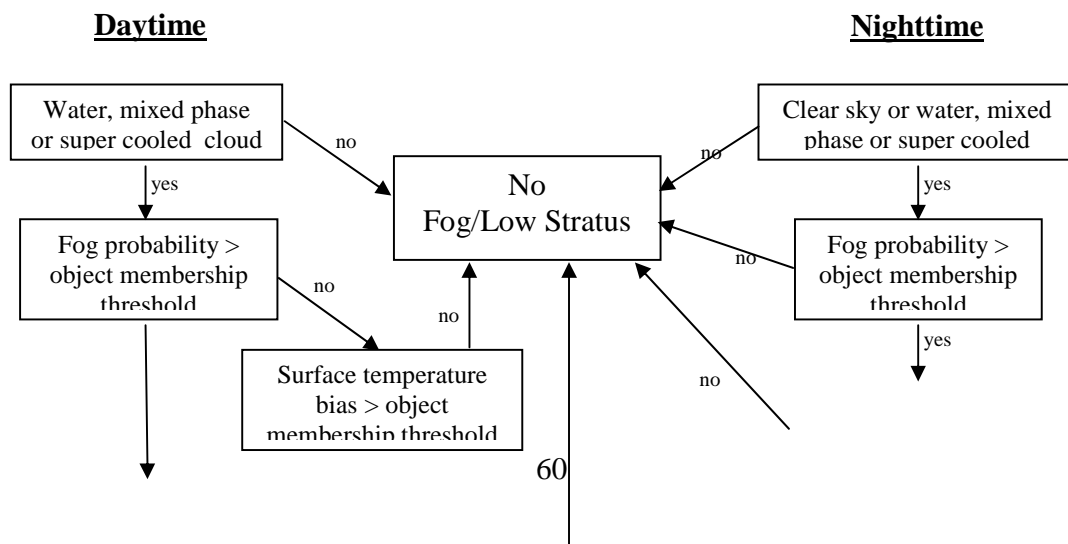 Daytime
Nighttime
Water, mixed phase
or super cooled cloud
Clear sky or water, mixed
phase or super cooled
no
no
No
Fog/Low Stratus
yes
yes
Fog probability >
object membership
threshold
Fog probability >
object membership
threshold
no
no
no
yes
Surface temperature
bias > object
membership threshold
no
60